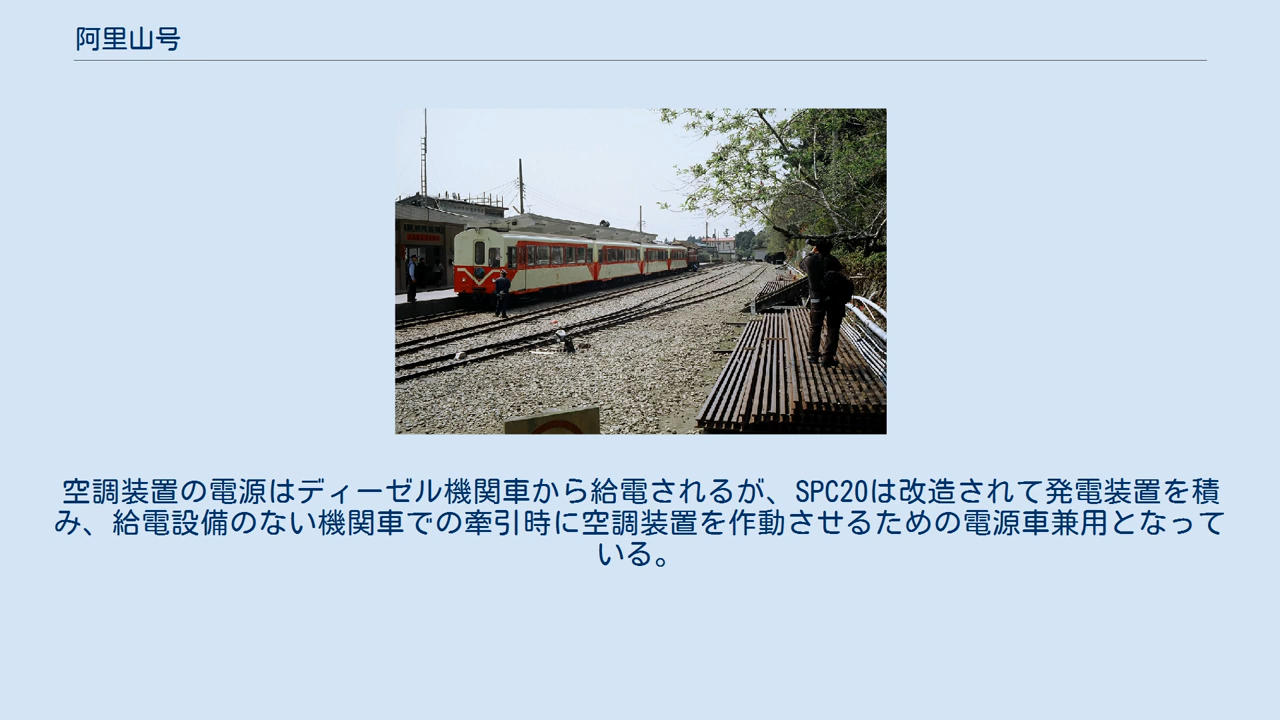 阿里山号
空調装置の電源はディーゼル機関車から給電されるが、SPC20は改造されて発電装置を積
み、給電設備のない機関車での牽引時に空調装置を作動させるための電源車兼用となって
いる。